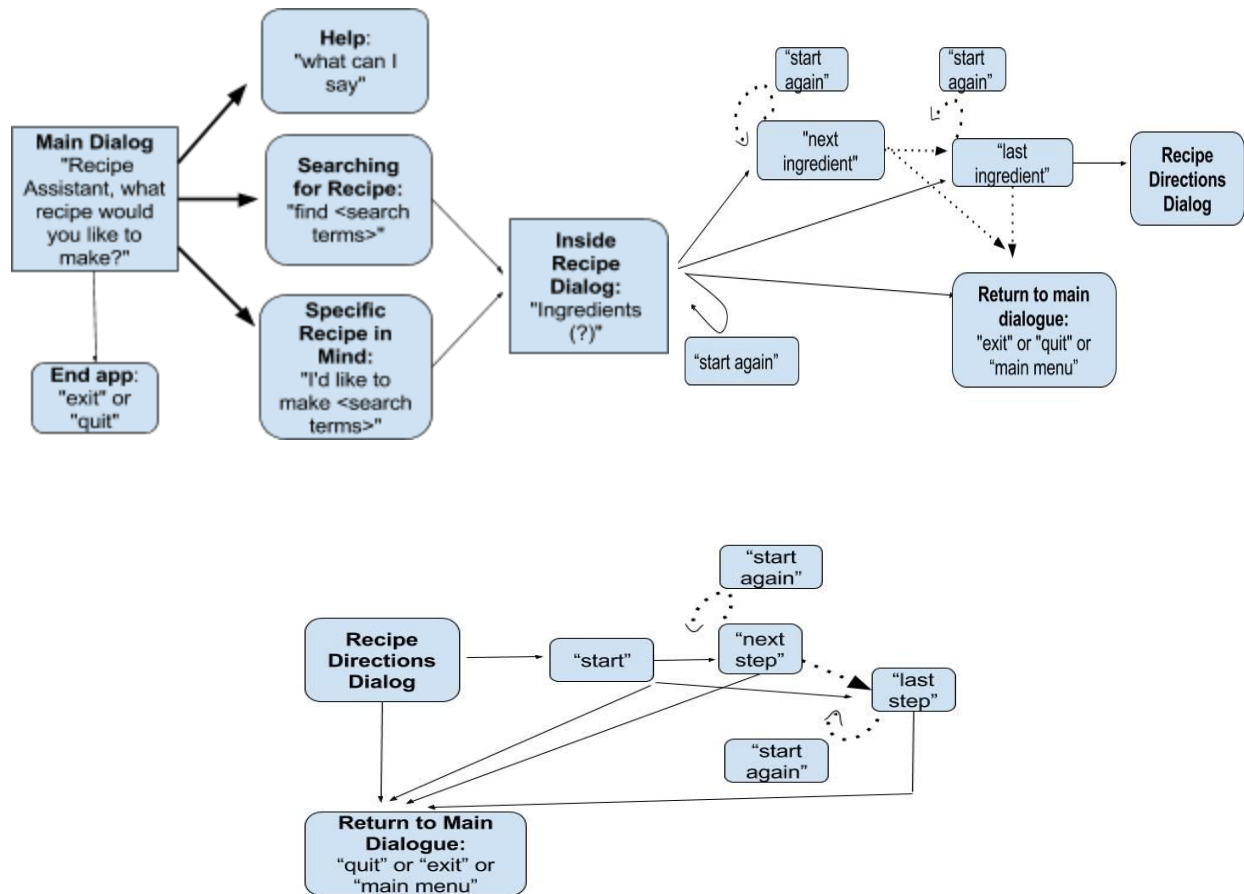 Help:
"what can I
say"
Main Dialog
"Recipe
Assistant, what
recipe would
you like to
make?"
Searching
for Recipe:
"find <search
terms>"
Specific
Recipe in
Mind:
"I'd like to
make <search
terms>"
End app:
"exit" or
"quit"
Inside
Recipe
Dialog:
"Ingredients
(?)"
“start
again”
“start
again”
"next
ingredient"
“last
ingredient”
Recipe
Directions
Dialog
“start again”
Return to main
dialogue:
"exit" or "quit" or
“main menu”
Recipe
Directions
Dialog
“start”
“start
again”
“next
step”
“last
step”
“start
again”
Return to Main
Dialogue:
“quit” or “exit” or
“main menu”